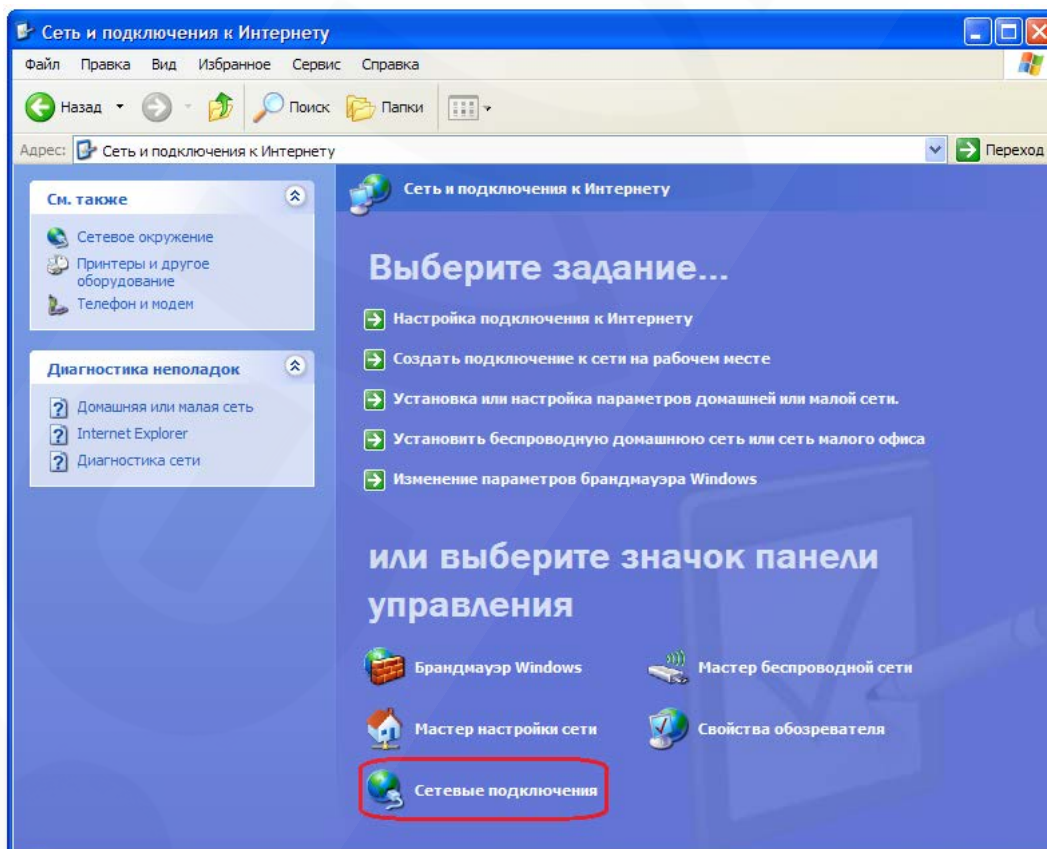 Сеть и подключения к Интернету
Файл Правка Вид Избранное Сервис Справка
Назад Поиск Папки
Адрес: Сеть и подключения к Интернету Переход
См. также
Сетевое окружение
Принтеры и другое
оборудование
Телефон и модем
Диагностика неполадок
Домашняя или малая сеть
Internet Explorer
Диагностика сети
Сеть и подключения к Интернету
Выберите задание...
Настройка подключения к Интернету
Создать подключение к сети на рабочем месте
Установка или настройка параметров домашней или малой сети.
Установить беспроводную домашнюю сеть или сеть малого офиса
Изменение параметров брандмауэра Windows
или выберите значок панели
управления
Брандмауэр Windows Мастер беспроводной сети
Мастер настройки сети Свойства обозревателя
Сетевые подключения